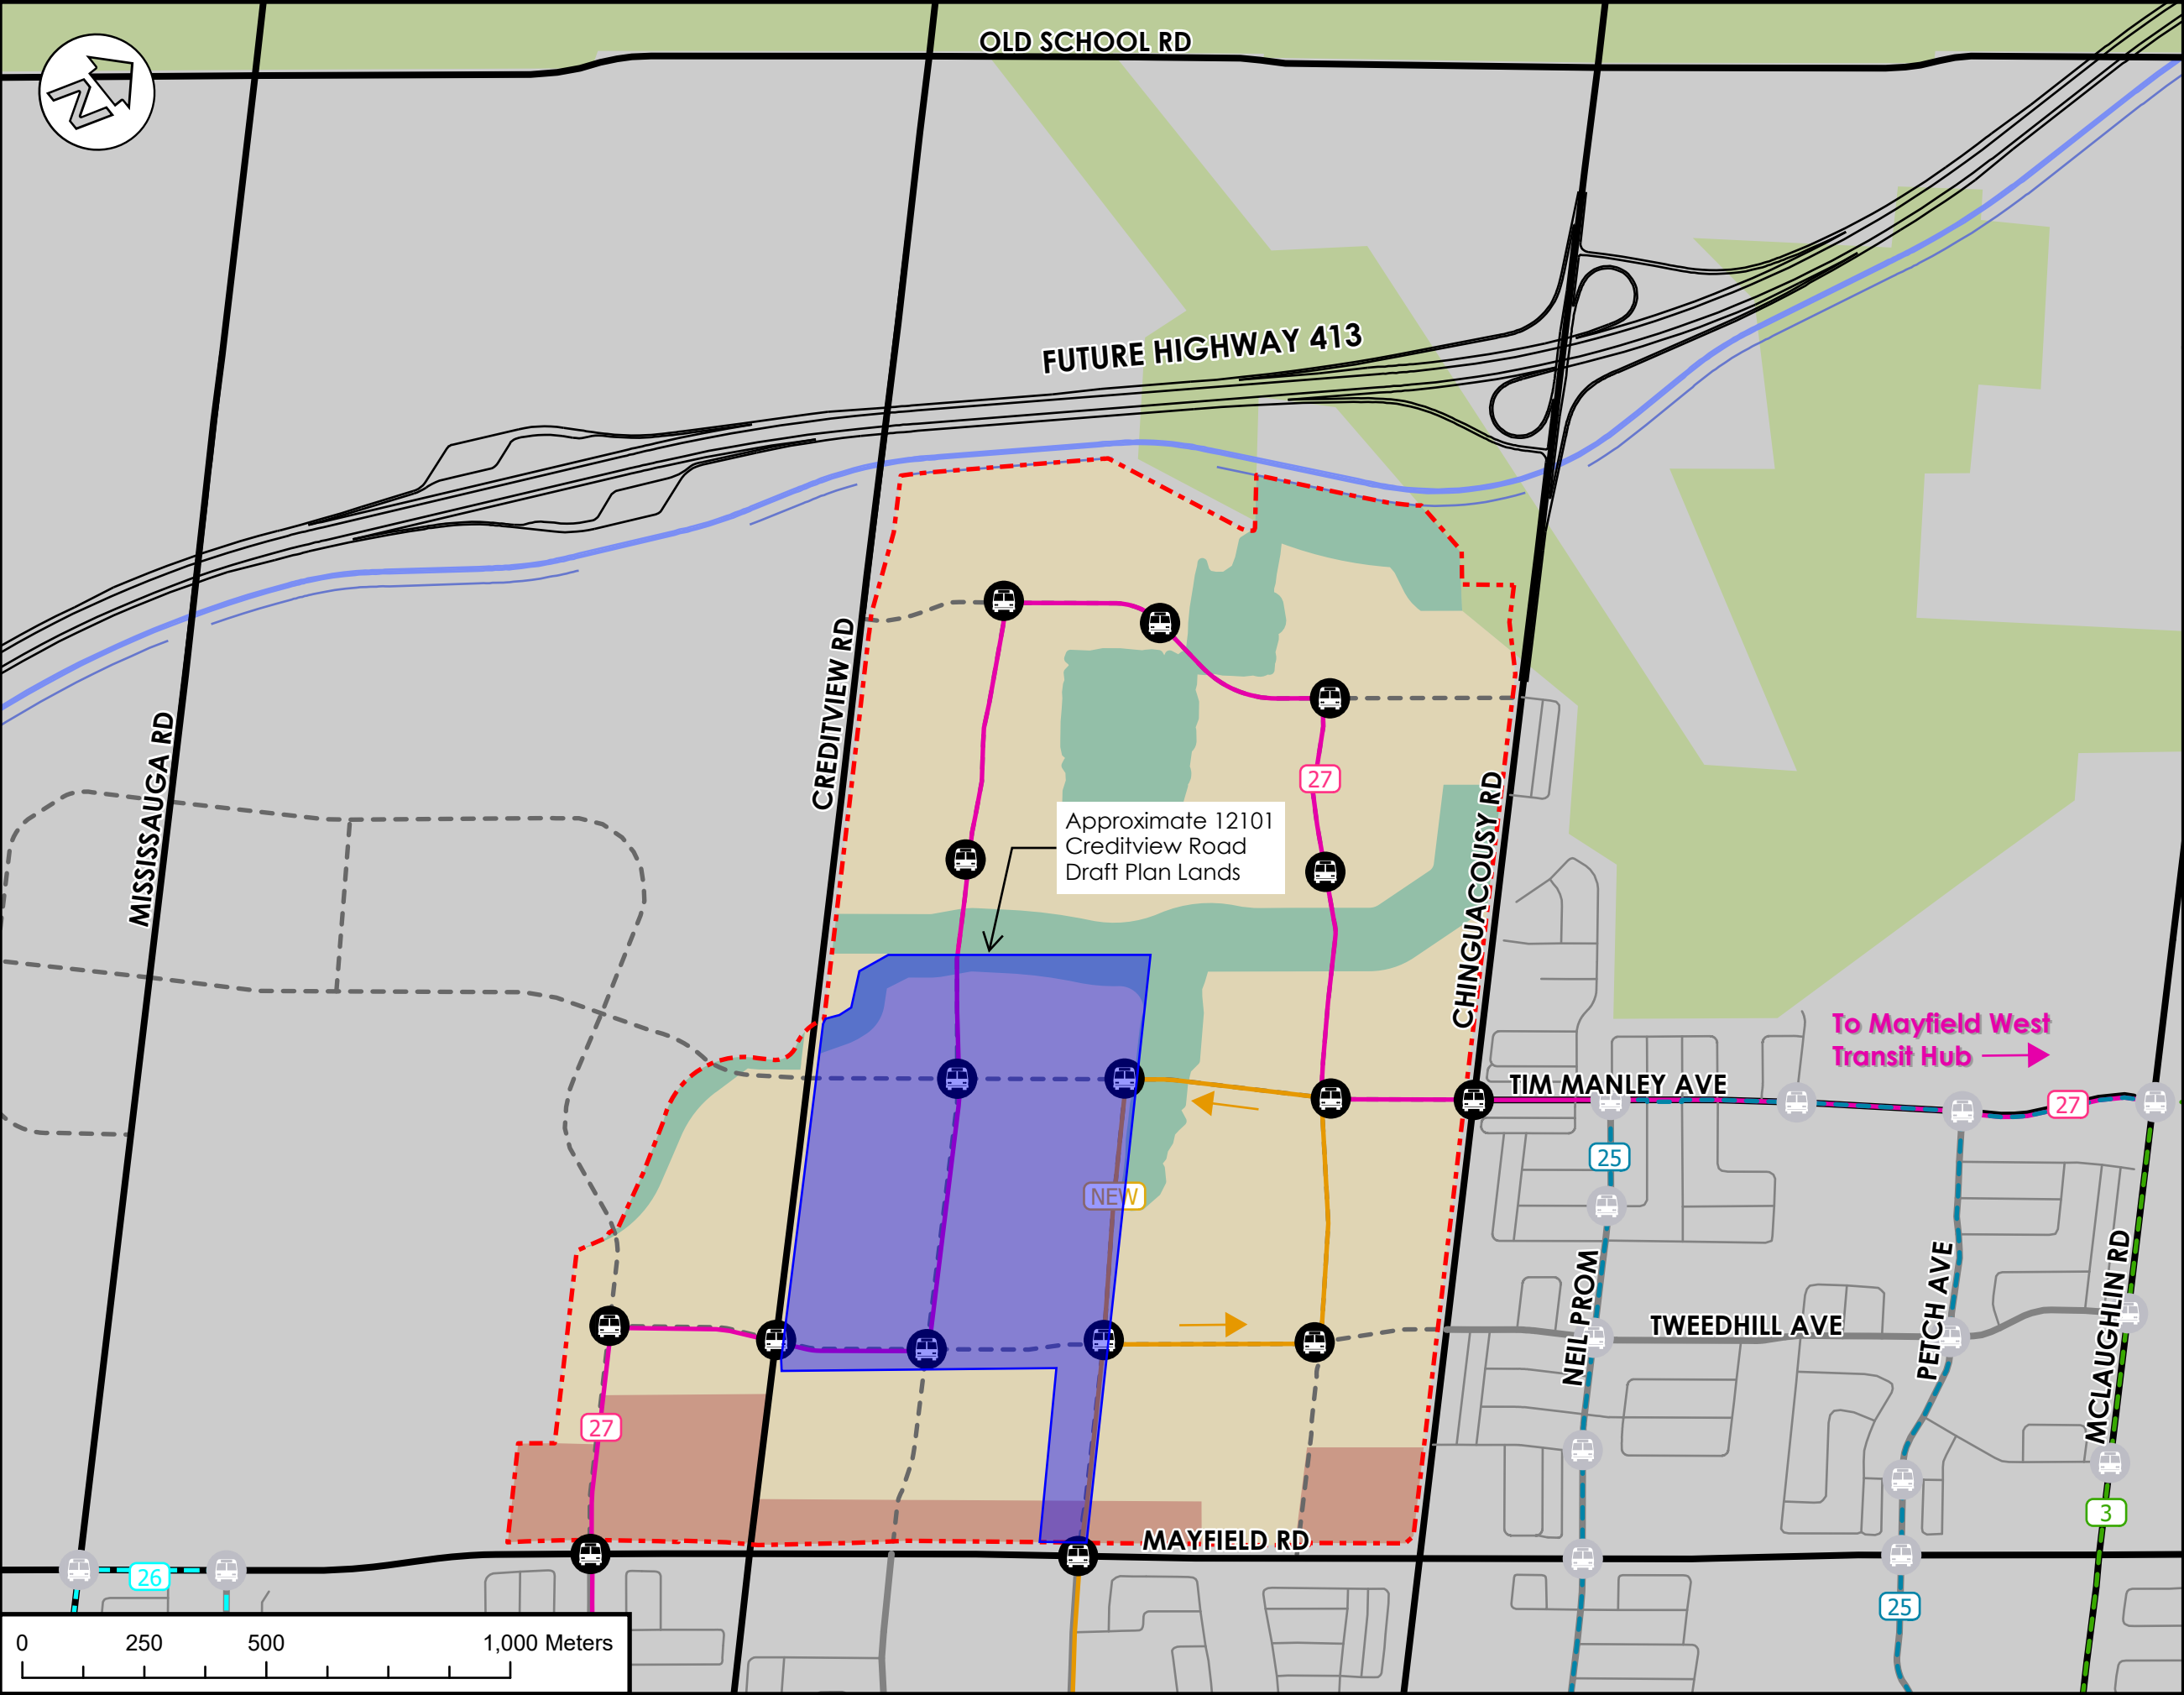 OLD SCHOOL RD
N
FUTURE HIGHWAY 413
CREDITVIEW RD
MISSISSAUGA RD
27
CHINGUACOUSY RD
Approximate 12101
Creditview Road
Draft Plan Lands
To Mayfield West
Transit Hub
TIM MANLEY AVE
27
25
NEW
NEIL PROM
TWEEDHILL AVE
PETCH AVE
MCLAUGHLIN RD
27
3
MAYFIELD RD
26
25
0 250 500 1,000 Meters